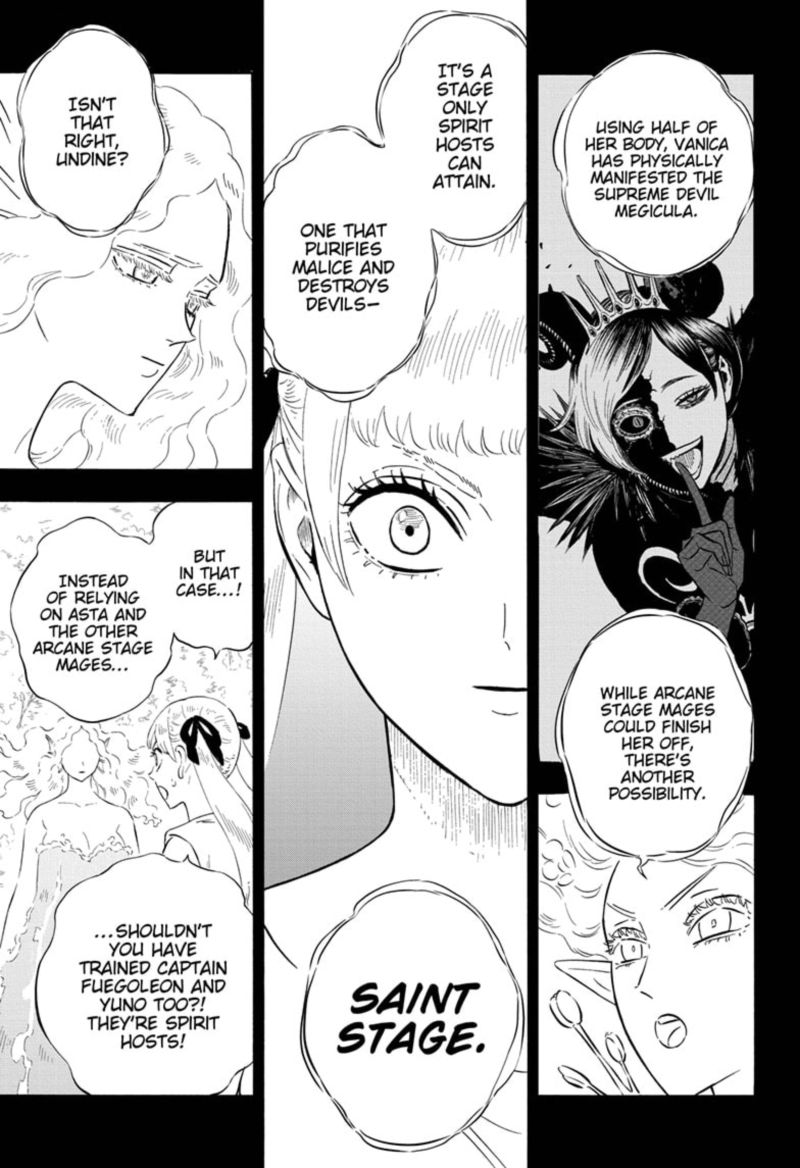 USING HALF OF
HER BODY, VANICA
HAS PHYSICALLY
MANIFESTED THE
SUPREME DEVIL
MEGICULA.
WHILE ARCANE
STAGE MAGES
COULD FINISH
HER OFF,
THERE'S
ANOTHER
POSSIBILITY.
IT'S A
STAGE
ONLY
SPIRIT
HOSTS
CAN
ATTAIN.
ONE THAT
PURIFIES
MALICE AND
DESTROYS
DEVILS—
SAINT
STAGE.
ISN'T
THAT
RIGHT,
UNDINE?
BUT
IN THAT
CASE...!
INSTEAD
OF RELYING
ON ASTA AND
THE OTHER
ARCANE STAGE
MAGES...
...SHOULDN'T
YOU HAVE
TRAINED CAPTAIN
FUEGOLEON AND
YUNO TOO?!
THEY'RE SPIRIT
HOSTS!